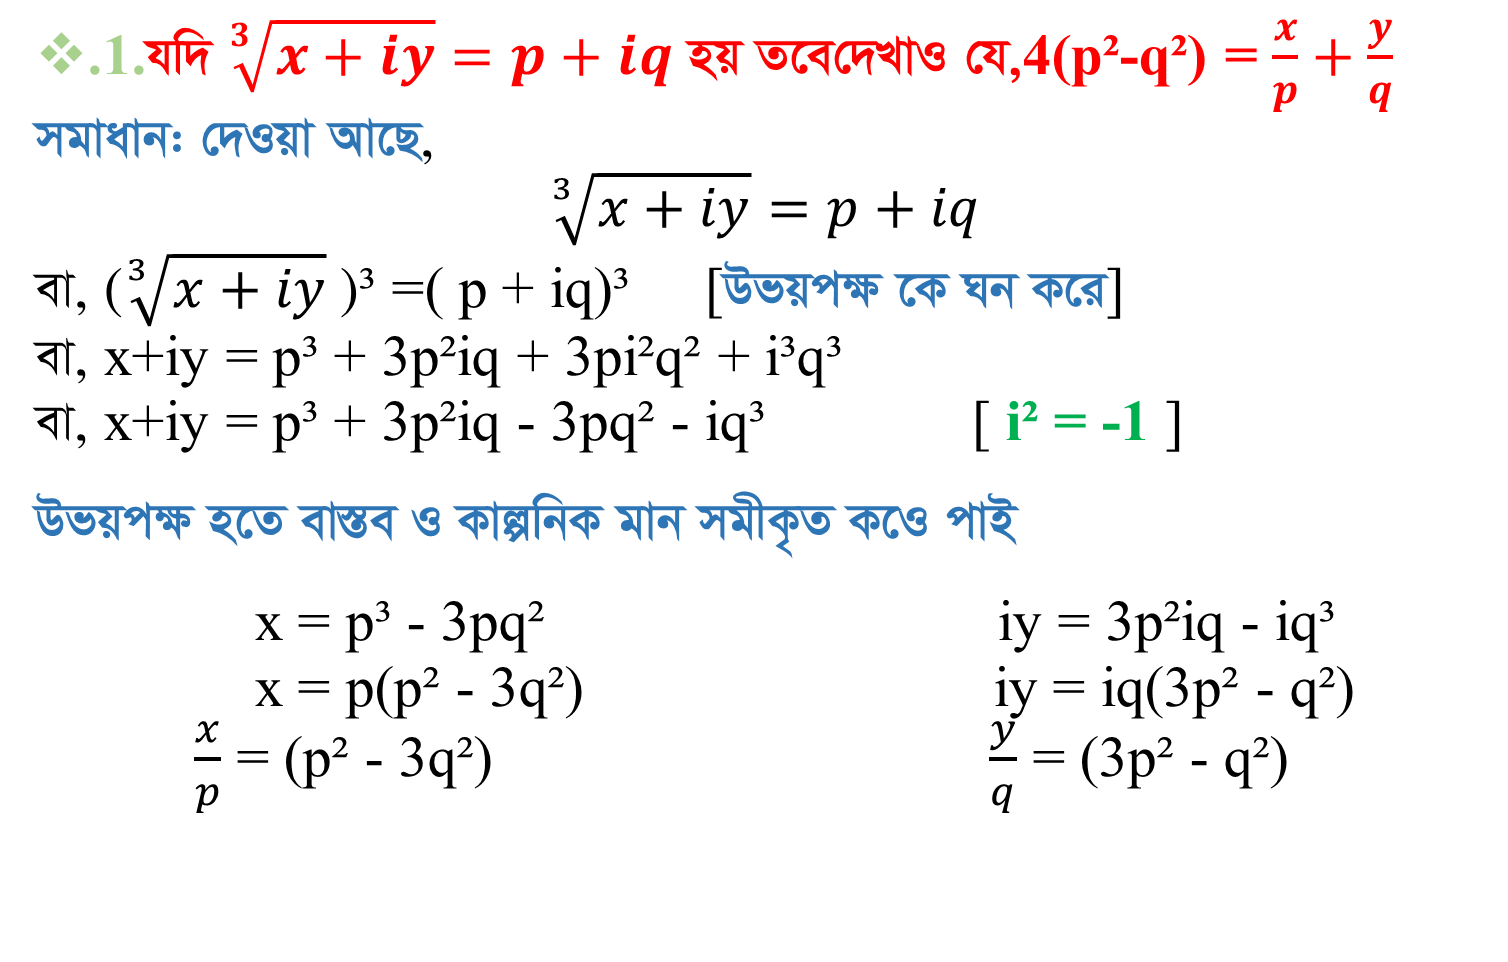 ❖.1.যদি ∛(x + iy) = p + iq হয় তবেদেখাও যে,4(p²-q²) = x/p + y/q
সমাধানঃ দেওয়া আছে,
∛(x + iy) = p + iq
বা, (∛(x + iy) )³ =( p + iq)³ [উভয়পক্ষ কে ঘন করে]
বা, x+iy = p³ + 3p²iq + 3pi²q² + i³q³
বা, x+iy = p³ + 3p²iq - 3pq² - iq³ [ i² = -1 ]
উভয়পক্ষ হতে বাস্তব ও কাল্পনিক মান সমীকৃত কওে পাই
x = p³ - 3pq² iy = 3p²iq - iq³
x = p(p² - 3q²) iy = iq(3p² - q²)
x/p = (p² - 3q²) y/q = (3p² - q²)